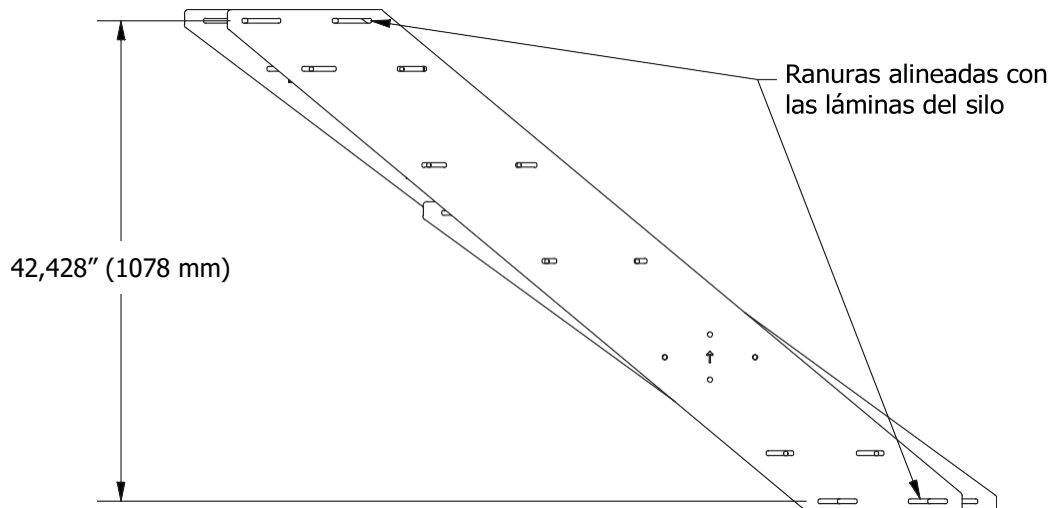 Ranuras alineadas con
las láminas del silo
42,428” (1078 mm)